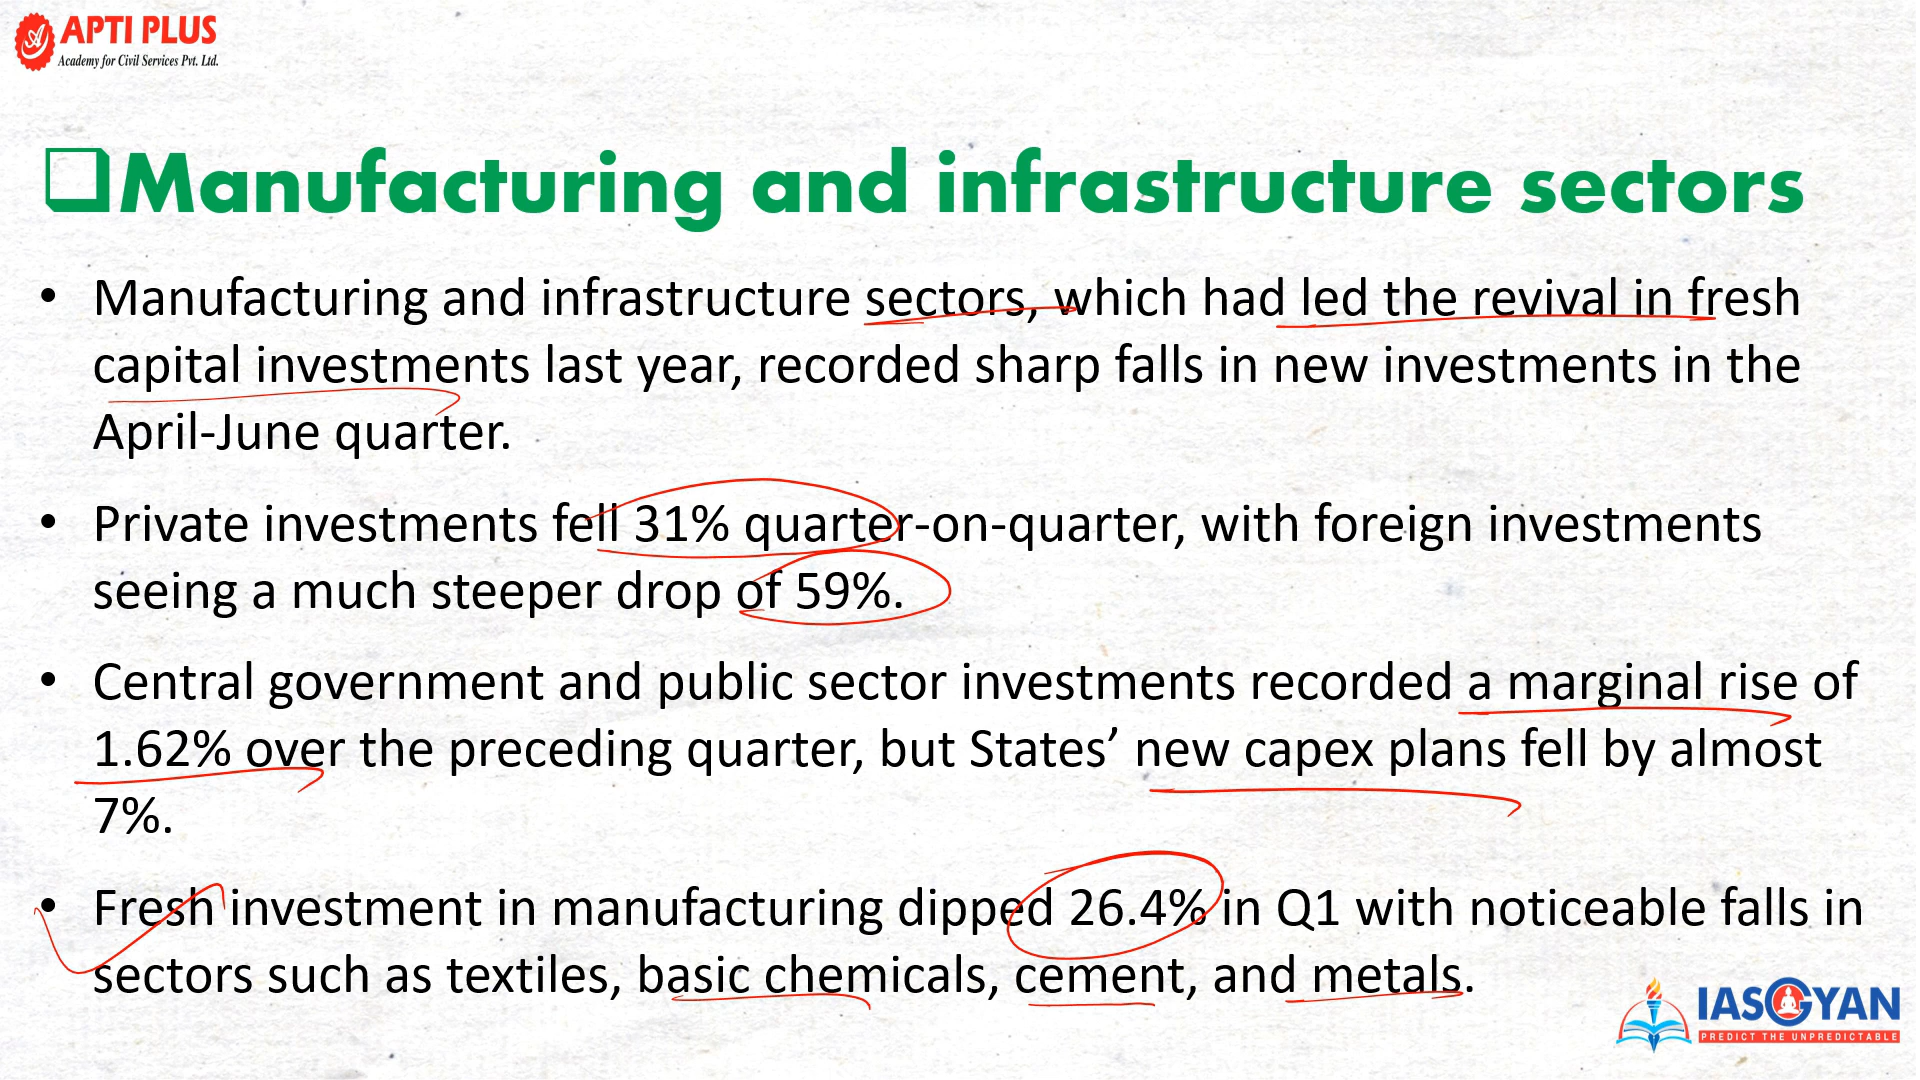 APTI PLUS
Academy for Civil Services Pvt. Ltd.
❑Manufacturing and infrastructure sectors
• Manufacturing and infrastructure sectors, which had led the revival in fresh
capital investments last year, recorded sharp falls in new investments in the
April-June quarter.
• Private investments fell 31% quarter-on-quarter, with foreign investments
seeing a much steeper drop of 59%.
• Central government and public sector investments recorded a marginal rise of
1.62% over the preceding quarter, but States’ new capex plans fell by almost
7%.
• Fresh investment in manufacturing dipped 26.4% in Q1 with noticeable falls in
sectors such as textiles, basic chemicals, cement, and metals.
IASGYAN
PREDICT THE UNPREDICTABLE